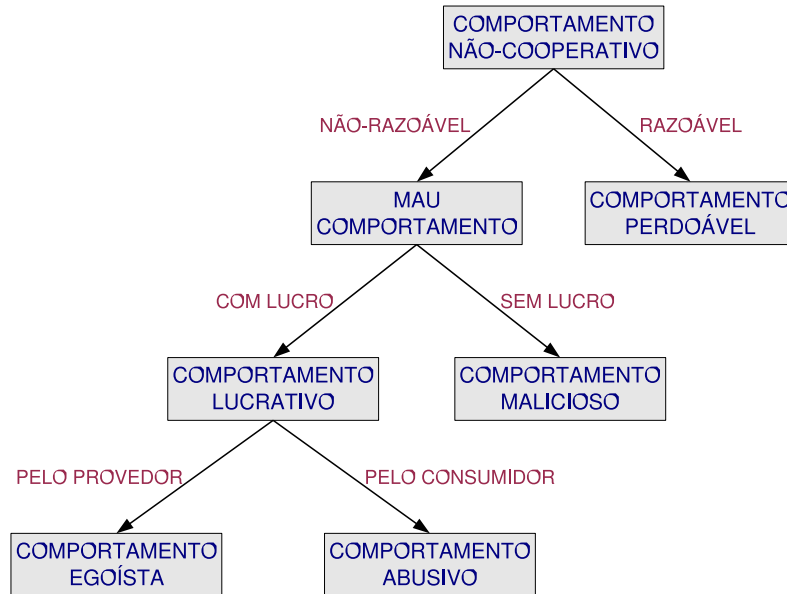 COMPORTAMENTO
NÃO-COOPERATIVO
NÃO-RAZOÁVEL
RAZOÁVEL
MAU
COMPORTAMENTO
COMPORTAMENTO
PERDOÁVEL
COM LUCRO
SEM LUCRO
COMPORTAMENTO
LUCRATIVO
COMPORTAMENTO
MALICIOSO
PELO PROVEDOR
PELO CONSUMIDOR
COMPORTAMENTO
EGOÍSTA
COMPORTAMENTO
ABUSIVO